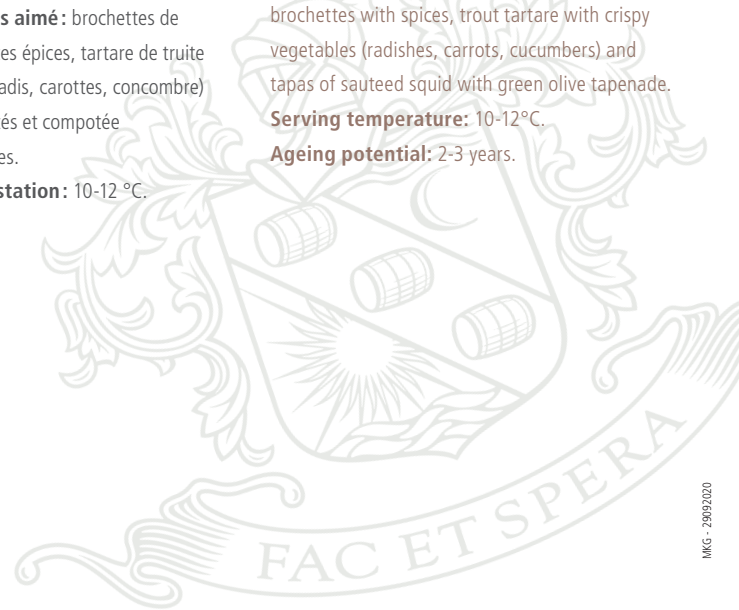 s aimé : brochettes de
es épices, tartare de truite
adis, carottes, concombre)
és et compotée
es.
station : 10-12 °C.
brochettes with spices, trout tartare with crispy
vegetables (radishes, carrots, cucumbers) and
tapas of sauteed squid with green olive tapenade.
Serving temperature: 10-12°C.
Ageing potential: 2-3 years.
FAC ET SPERA
MKG - 29092020